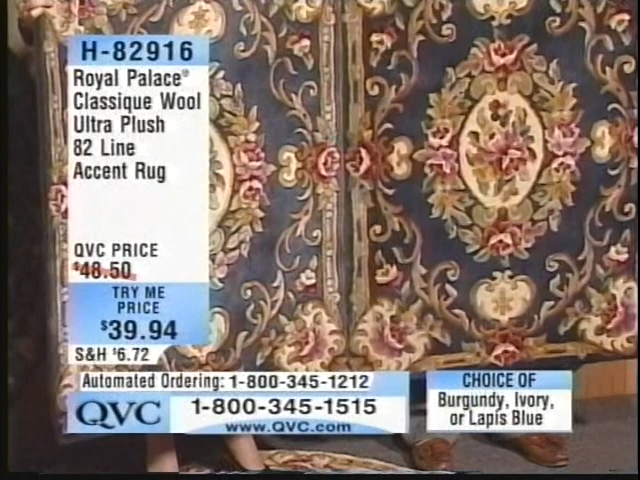 H-82916
Royal Palace®
Classique Wool
Ultra Plush
82 Line
Accent Rug
QVC PRICE
$48.50
TRY ME
PRICE
$39.94
S&H $6.72
Automated Ordering: 1-800-345-1212
QVC
1-800-345-1515
www.QVC.com
CHOICE OF
Burgundy, Ivory,
or Lapis Blue